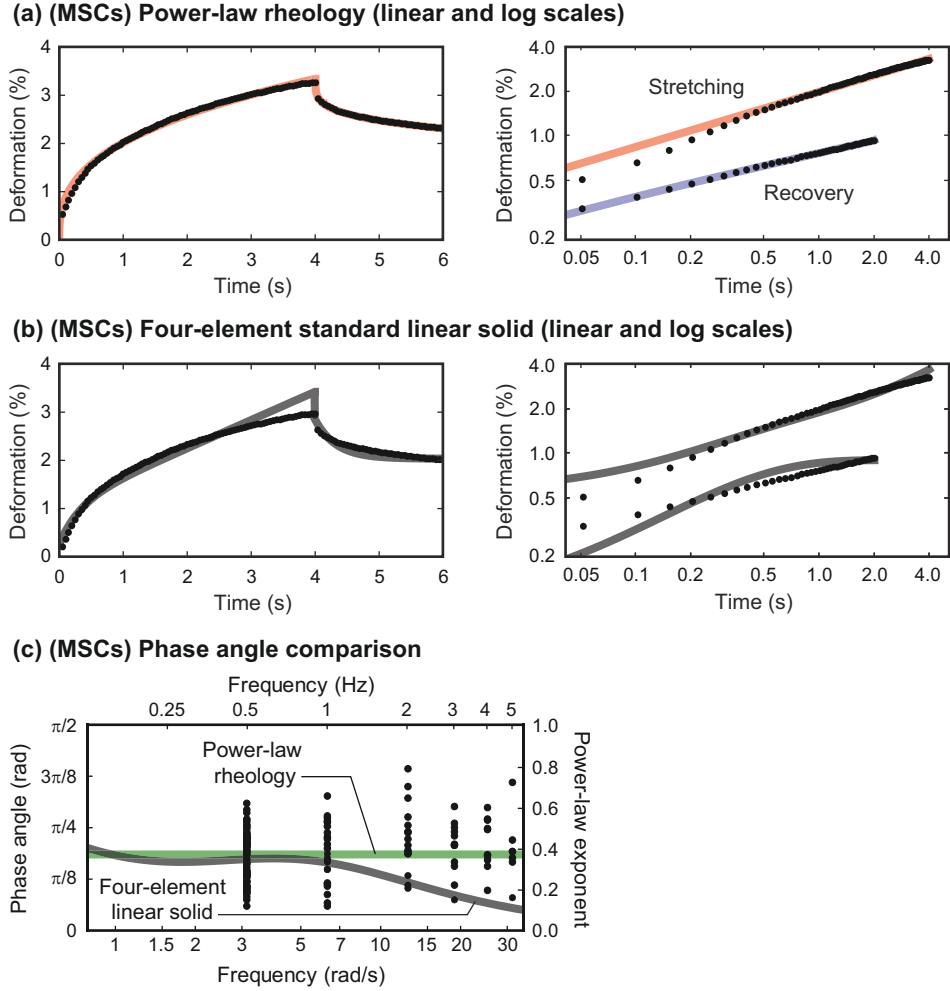 (a) (MSCs) Power-law rheology (linear and log scales)
Deformation (%)
4
3
2
1
0
0 1 2 3 4 5 6
Time (s)
Deformation (%)
4.0
2.0
1.0
0.5
0.2
Stretching
Recovery
0.05 0.1 0.2 0.5 1.0 2.0 4.0
Time (s)
(b) (MSCs) Four-element standard linear solid (linear and log scales)
Deformation (%)
4
3
2
1
0
0 1 2 3 4 5 6
Time (s)
Deformation (%)
4.0
2.0
1.0
0.5
0.2
0.05 0.1 0.2 0.5 1.0 2.0 4.0
Time (s)
(c) (MSCs) Phase angle comparison
Frequency (Hz)
0.25 0.5 1 2 3 4 5
Phase angle (rad)
π/2
3π/8
π/4
π/8
0
Power-law
rheology
Four-element
linear solid
1.0
0.8
0.6
0.4
0.2
0.0
Power-law
exponent
1 1.5 2 3 5 7 10 15 20 30
Frequency (rad/s)